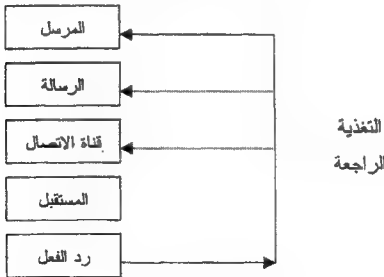 المرسل
الرسالة
قناة الاتصال
المستقبل
رد الفعل
التغذية
الراجعة